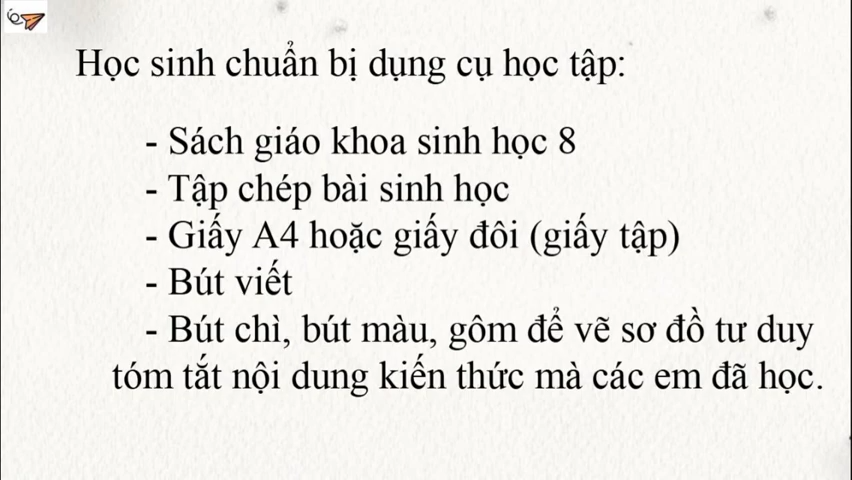 Học sinh chuẩn bị dụng cụ học tập:
- Sách giáo khoa sinh học 8
- Tập chép bài sinh học
- Giấy A4 hoặc giấy đôi (giấy tập)
- Bút viết
- Bút chì, bút màu, gôm để vẽ sơ đồ tư duy
tóm tắt nội dung kiến thức mà các em đã học.